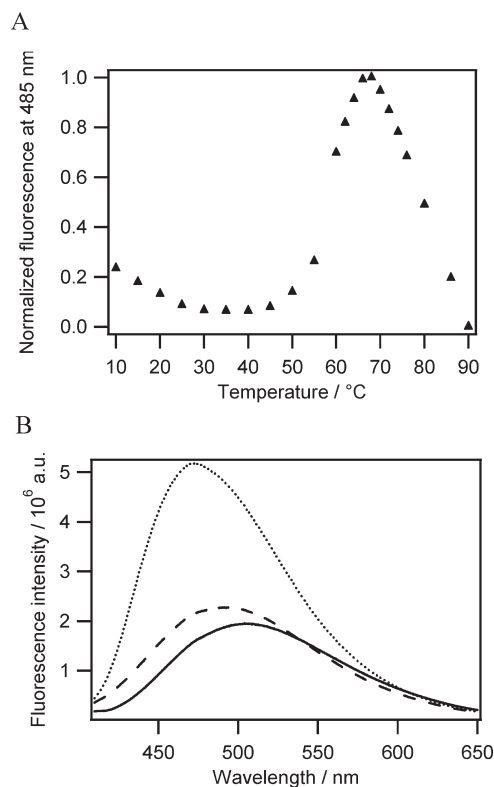 A
Normalized fluorescence at 485 nm
1.0
0.8
0.6
0.4
0.2
0.0
10 20 30 40 50 60 70 80 90
Temperature / °C
B
Fluorescence intensity / 10⁶ a.u.
5
4
3
2
1
450 500 550 600 650
Wavelength / nm